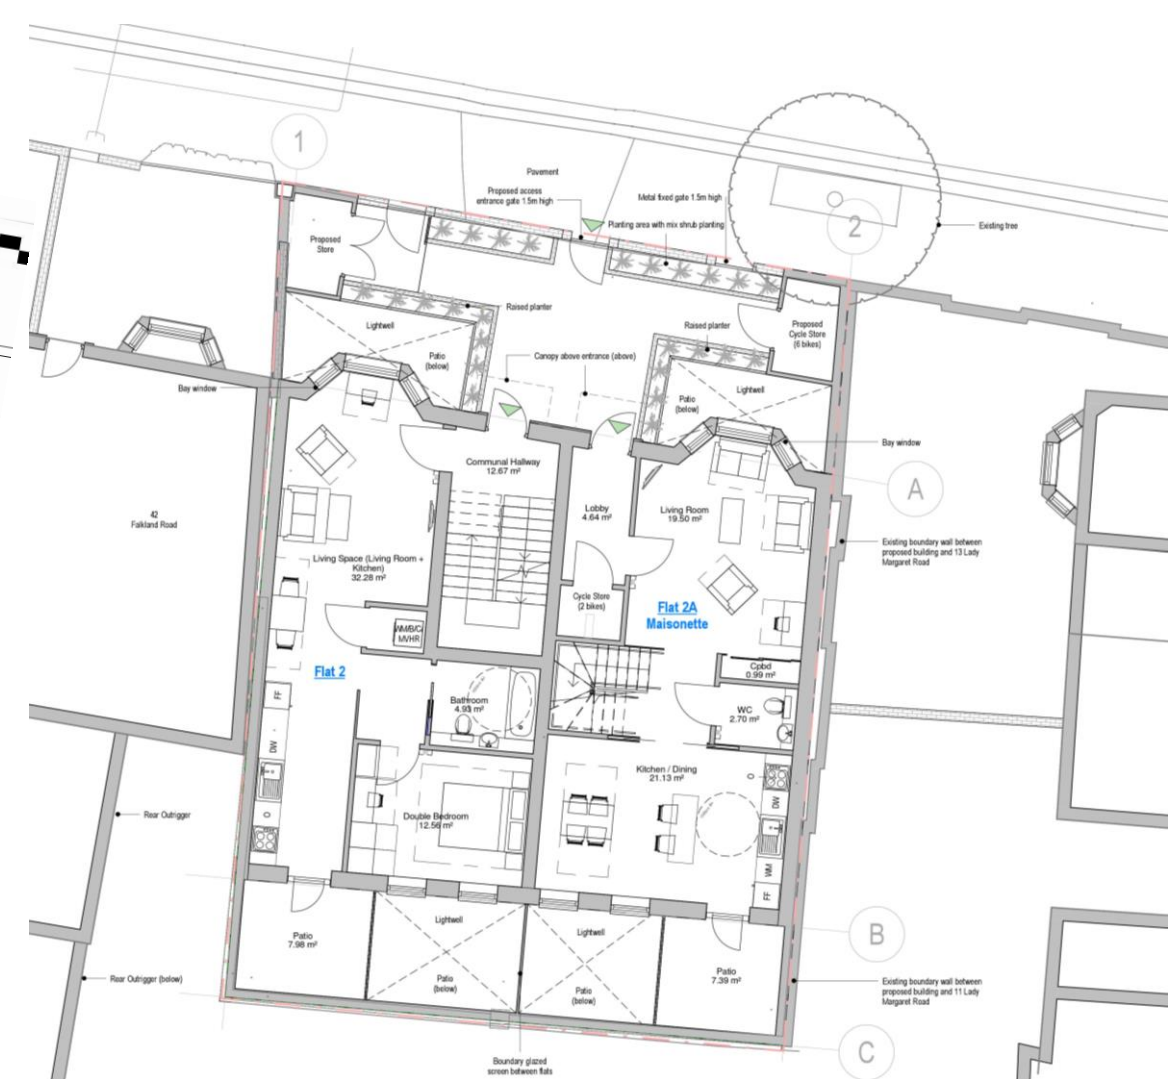 1
Pavement
Proposed access
entrance gate 1.5m high
Metal fixed gate 1.5m high
Planting area with mix shrub planting
2
Existing tree
Proposed
Store
Raised planter
Lightwell
Patio
(below)
Raised planter
Proposed
Cycle Store
(6 bikes)
Canopy above entrance (above)
Bay window
Lightwell
Patio
(below)
Bay window
Communal Hallway
12.67 m²
A
42
Falkland Road
Lobby
4.64 m²
Living Room
19.50 m²
Existing boundary wall between
proposed building and 13 Lady
Margaret Road
Living Space (Living Room +
Kitchen)
32.28 m²
Cycle Store
(2 bikes)
Flat 2A
Maisonette
WM/B/C/
MVHR
Flat 2
Cpbd
0.99 m²
FF
Bathroom
4.93 m²
WC
2.70 m²
DW
Kitchen / Dining
21.13 m²
O
DW
O
Double Bedroom
12.56 m²
WM
FF
Rear Outrigger
Lightwell
Lightwell
B
Patio
7.98 m²
Patio
(below)
Patio
(below)
Patio
7.39 m²
Rear Outrigger (below)
Existing boundary wall between
proposed building and 11 Lady
Margaret Road
C
Boundary glazed
screen between flats